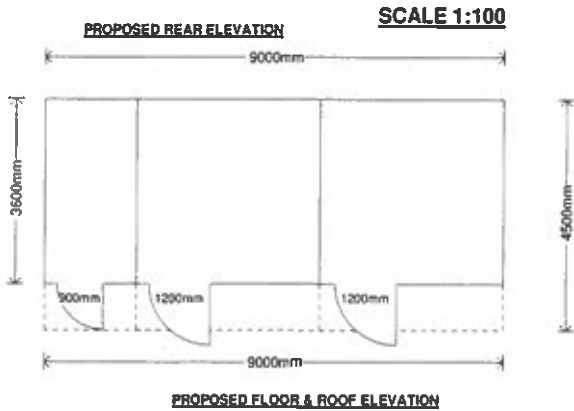 SCALE 1:100
PROPOSED REAR ELEVATION
9000mm
3600mm
4500mm
900mm
1200mm
1200mm
9000mm
PROPOSED FLOOR & ROOF ELEVATION